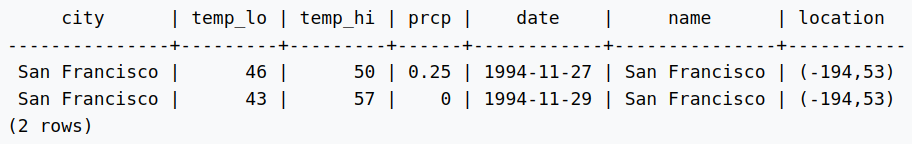 city      | temp_lo | temp_hi | prcp |    date    |     name      | location
---------------+---------+---------+------+------------+---------------+-----------
 San Francisco |      46 |      50 | 0.25 | 1994-11-27 | San Francisco | (-194,53)
 San Francisco |      43 |      57 |    0 | 1994-11-29 | San Francisco | (-194,53)
(2 rows)